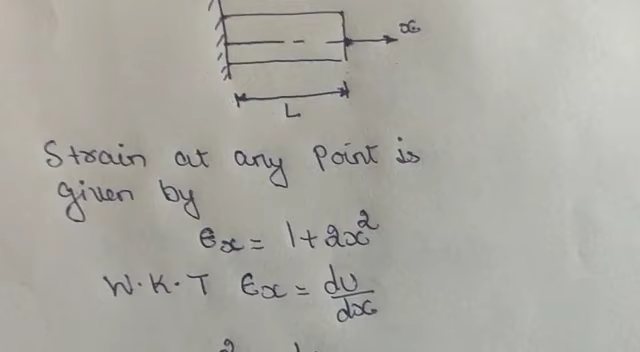 x
L
Strain at any Point is
given by
ϵx = 1+2x²
W.K.T ϵx = du/dx